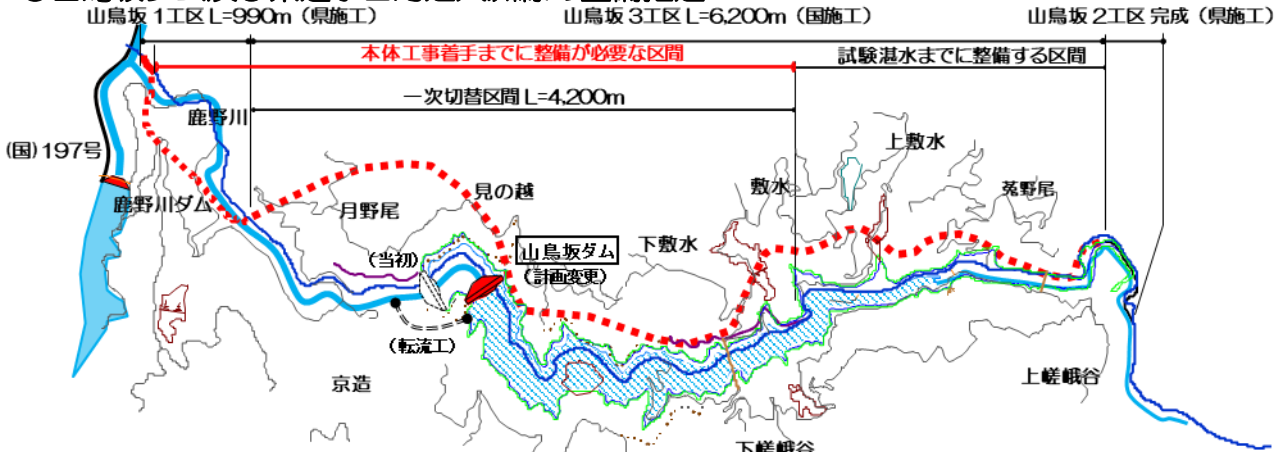 山鳥坂 1工区 L=990m (県施工)
山鳥坂 3工区 L=6,200m (国施工)
山鳥坂 2工区 完成 (県施工)
本体工事着手までに整備が必要な区間
試験湛水までに整備する区間
一次切替区間 L=4,200m
鹿野川
(国) 197号
上敷水
敷水
菟野尾
見の越
鹿野川ダム
月野尾
下敷水
山鳥坂ダム
(当初)
(計画変更)
(転流工)
京造
上嵯峨谷
下嵯峨谷